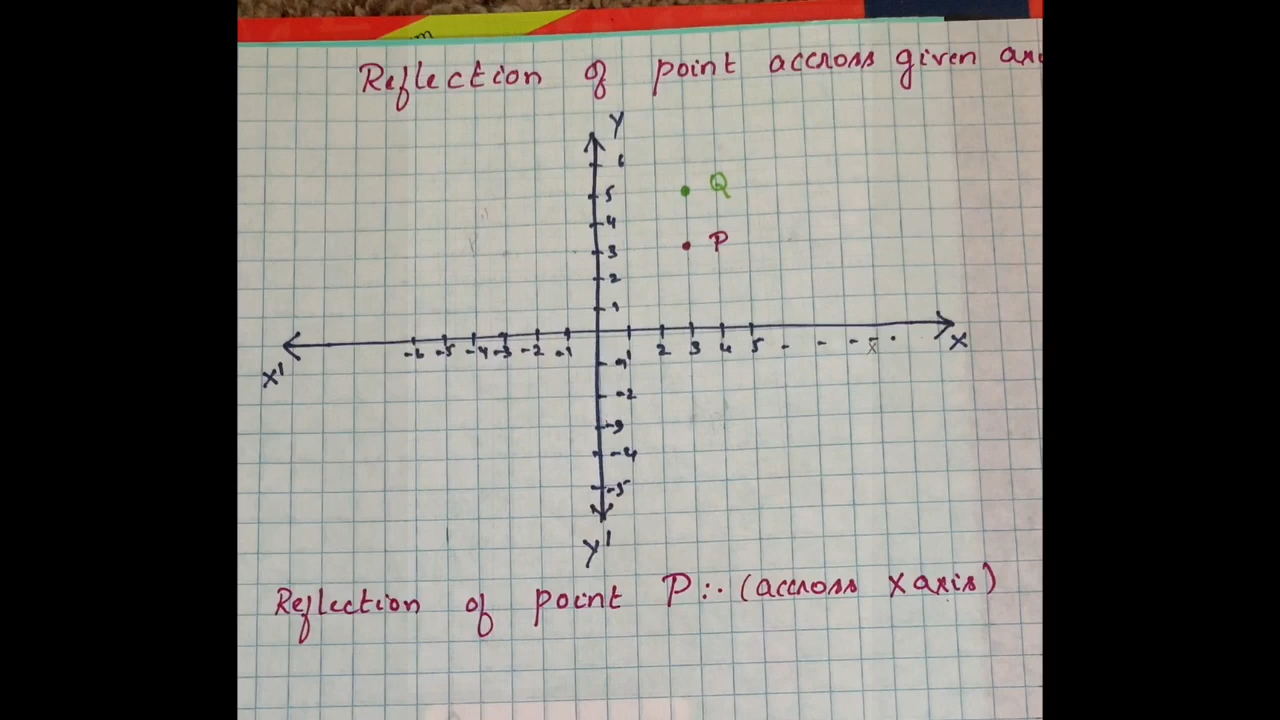 m
Reflection of point accross given axi
Y
6
5 Q
4
3 P
2
1
X' -6 -5 -4 -3 -2 -1 1 2 3 4 5 X
-1
-2
-3
-4
-5
Y'
Reflection of point P:. (accross X axis)